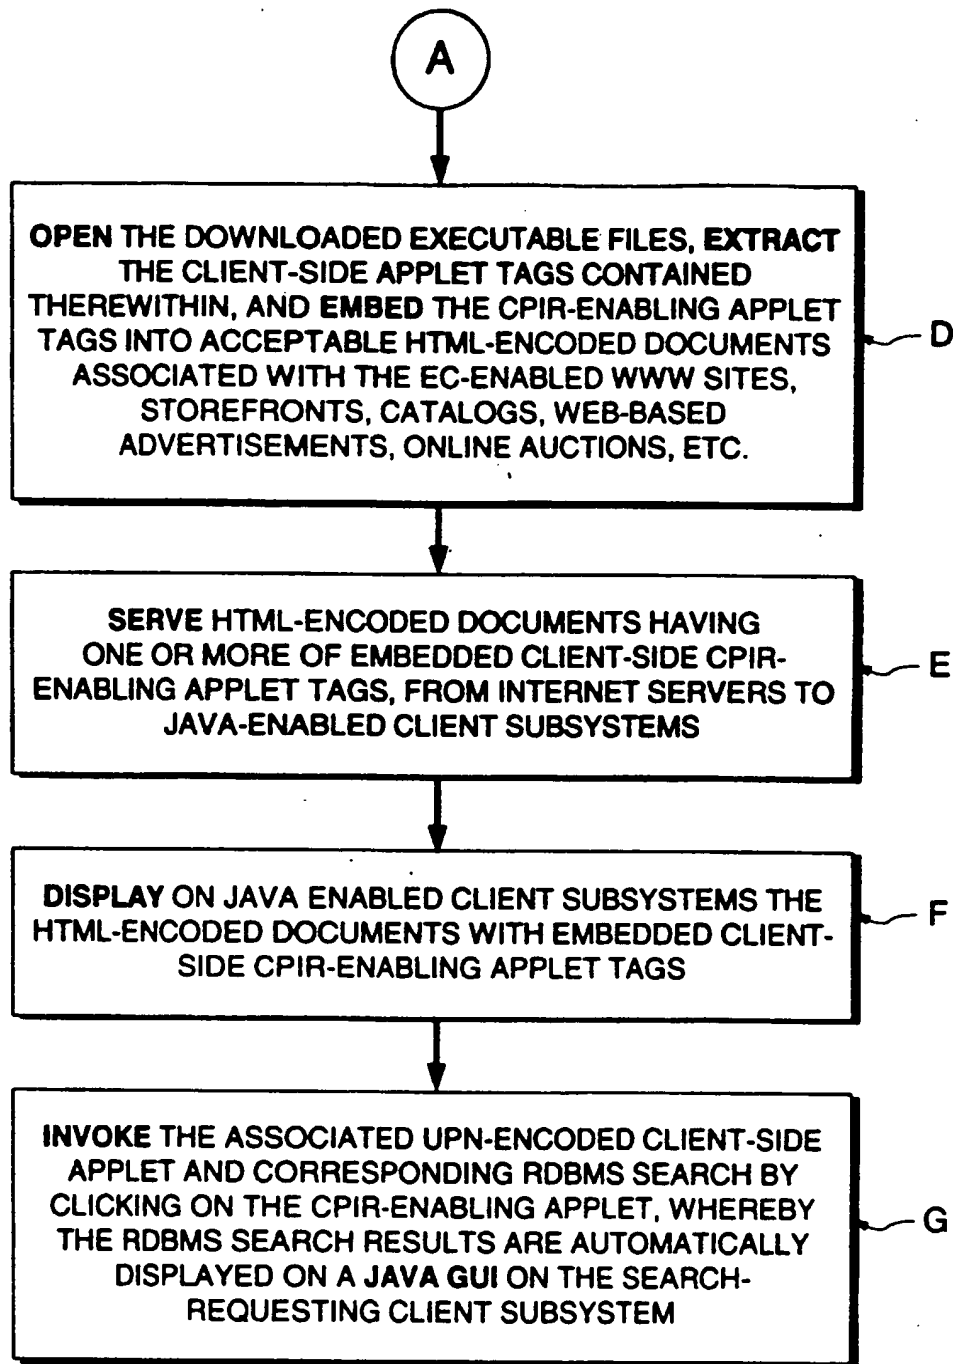 A
OPEN THE DOWNLOADED EXECUTABLE FILES, EXTRACT
THE CLIENT-SIDE APPLET TAGS CONTAINED
THEREWITHIN, AND EMBED THE CPIR-ENABLING APPLET
TAGS INTO ACCEPTABLE HTML-ENCODED DOCUMENTS
ASSOCIATED WITH THE EC-ENABLED WWW SITES,
STOREFRONTS, CATALOGS, WEB-BASED
ADVERTISEMENTS, ONLINE AUCTIONS, ETC.
D
SERVE HTML-ENCODED DOCUMENTS HAVING
ONE OR MORE OF EMBEDDED CLIENT-SIDE CPIR-
ENABLING APPLET TAGS, FROM INTERNET SERVERS TO
JAVA-ENABLED CLIENT SUBSYSTEMS
E
DISPLAY ON JAVA ENABLED CLIENT SUBSYSTEMS THE
HTML-ENCODED DOCUMENTS WITH EMBEDDED CLIENT-
SIDE CPIR-ENABLING APPLET TAGS
F
INVOKE THE ASSOCIATED UPN-ENCODED CLIENT-SIDE
APPLET AND CORRESPONDING RDBMS SEARCH BY
CLICKING ON THE CPIR-ENABLING APPLET, WHEREBY
THE RDBMS SEARCH RESULTS ARE AUTOMATICALLY
DISPLAYED ON A JAVA GUI ON THE SEARCH-
REQUESTING CLIENT SUBSYSTEM
G